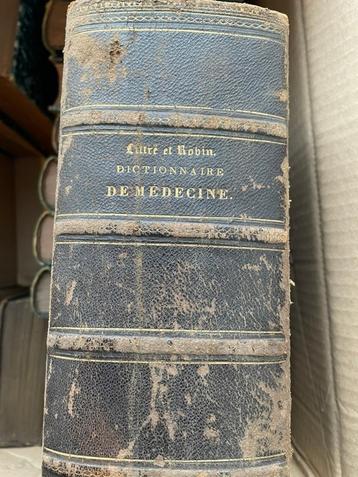 Littré et Robin.
DICTIONNAIRE
DE MÉDECINE.